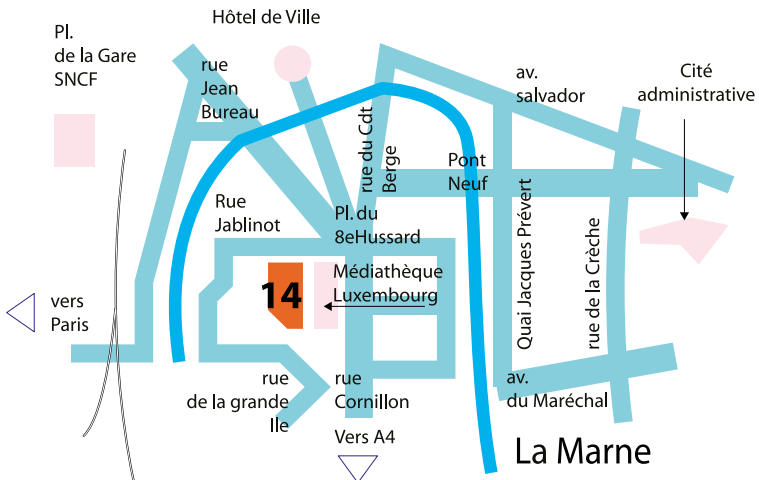 Hôtel de Ville
Pl.
de la Gare
SNCF
rue
Jean
Bureau
av.
salvador
Cité
administrative
rue du Cdt
Berge
Pont
Neuf
Rue
Jablinot
Pl. du
8eHussard
Quai Jacques Prévert
rue de la Crèche
Médiathèque
Luxembourg
14
vers
Paris
rue
de la grande
Ile
rue
Cornillon
av.
du Maréchal
Vers A4
La Marne